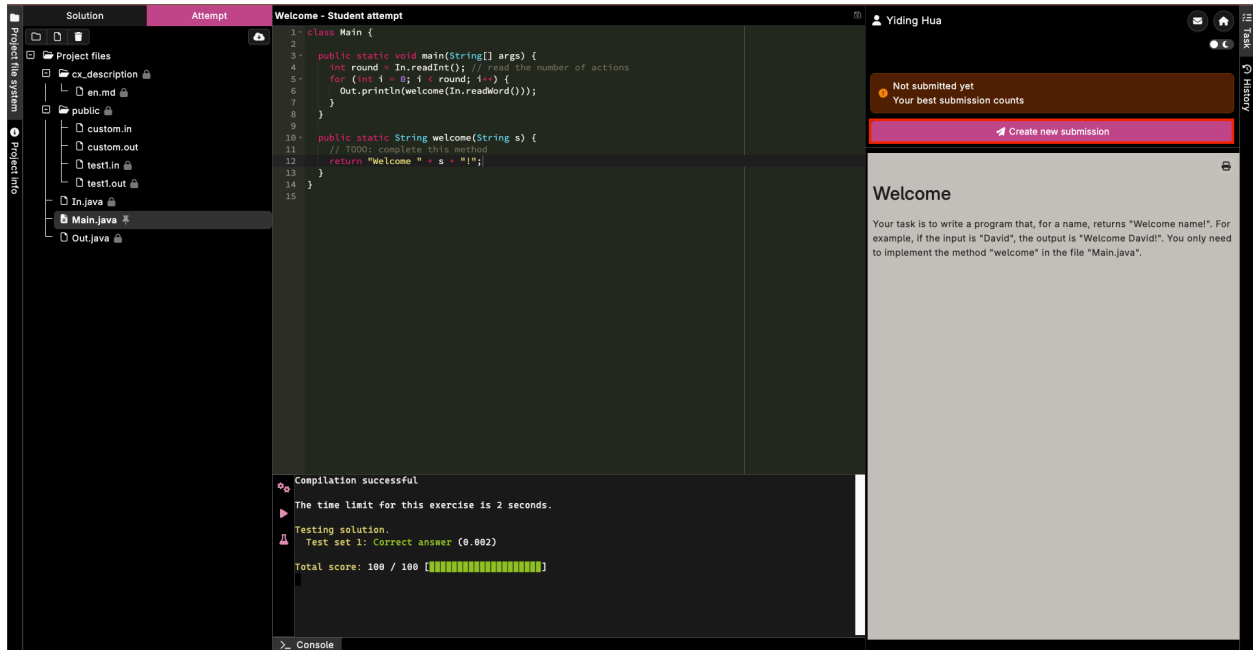 Solution
Attempt
Project file system
Project info
Project files
cx_description
en.md
public
custom.in
custom.out
test1.in
test1.out
In.java
Main.java
Out.java
Welcome - Student attempt
1 class Main {
2
3 public static void main(String[] args) {
4 int round = In.readInt(); // read the number of actions
5 for (int i = 0; i < round; i++) {
6 Out.println(welcome(In.readWord()));
7 }
8 }
9
10 public static String welcome(String s) {
11 // TODO: complete this method
12 return "Welcome " + s + "!";
13 }
14 }
15
Compilation successful
The time limit for this exercise is 2 seconds.
Testing solution.
Test set 1: Correct answer (0.002)
Total score: 100 / 100 [||||||||||||||||||||]
>_ Console
Yiding Hua
Not submitted yet
Your best submission counts
Create new submission
Welcome
Your task is to write a program that, for a name, returns "Welcome name!". For
example, if the input is "David", the output is "Welcome David!". You only need
to implement the method "welcome" in the file "Main.java".
Task
History